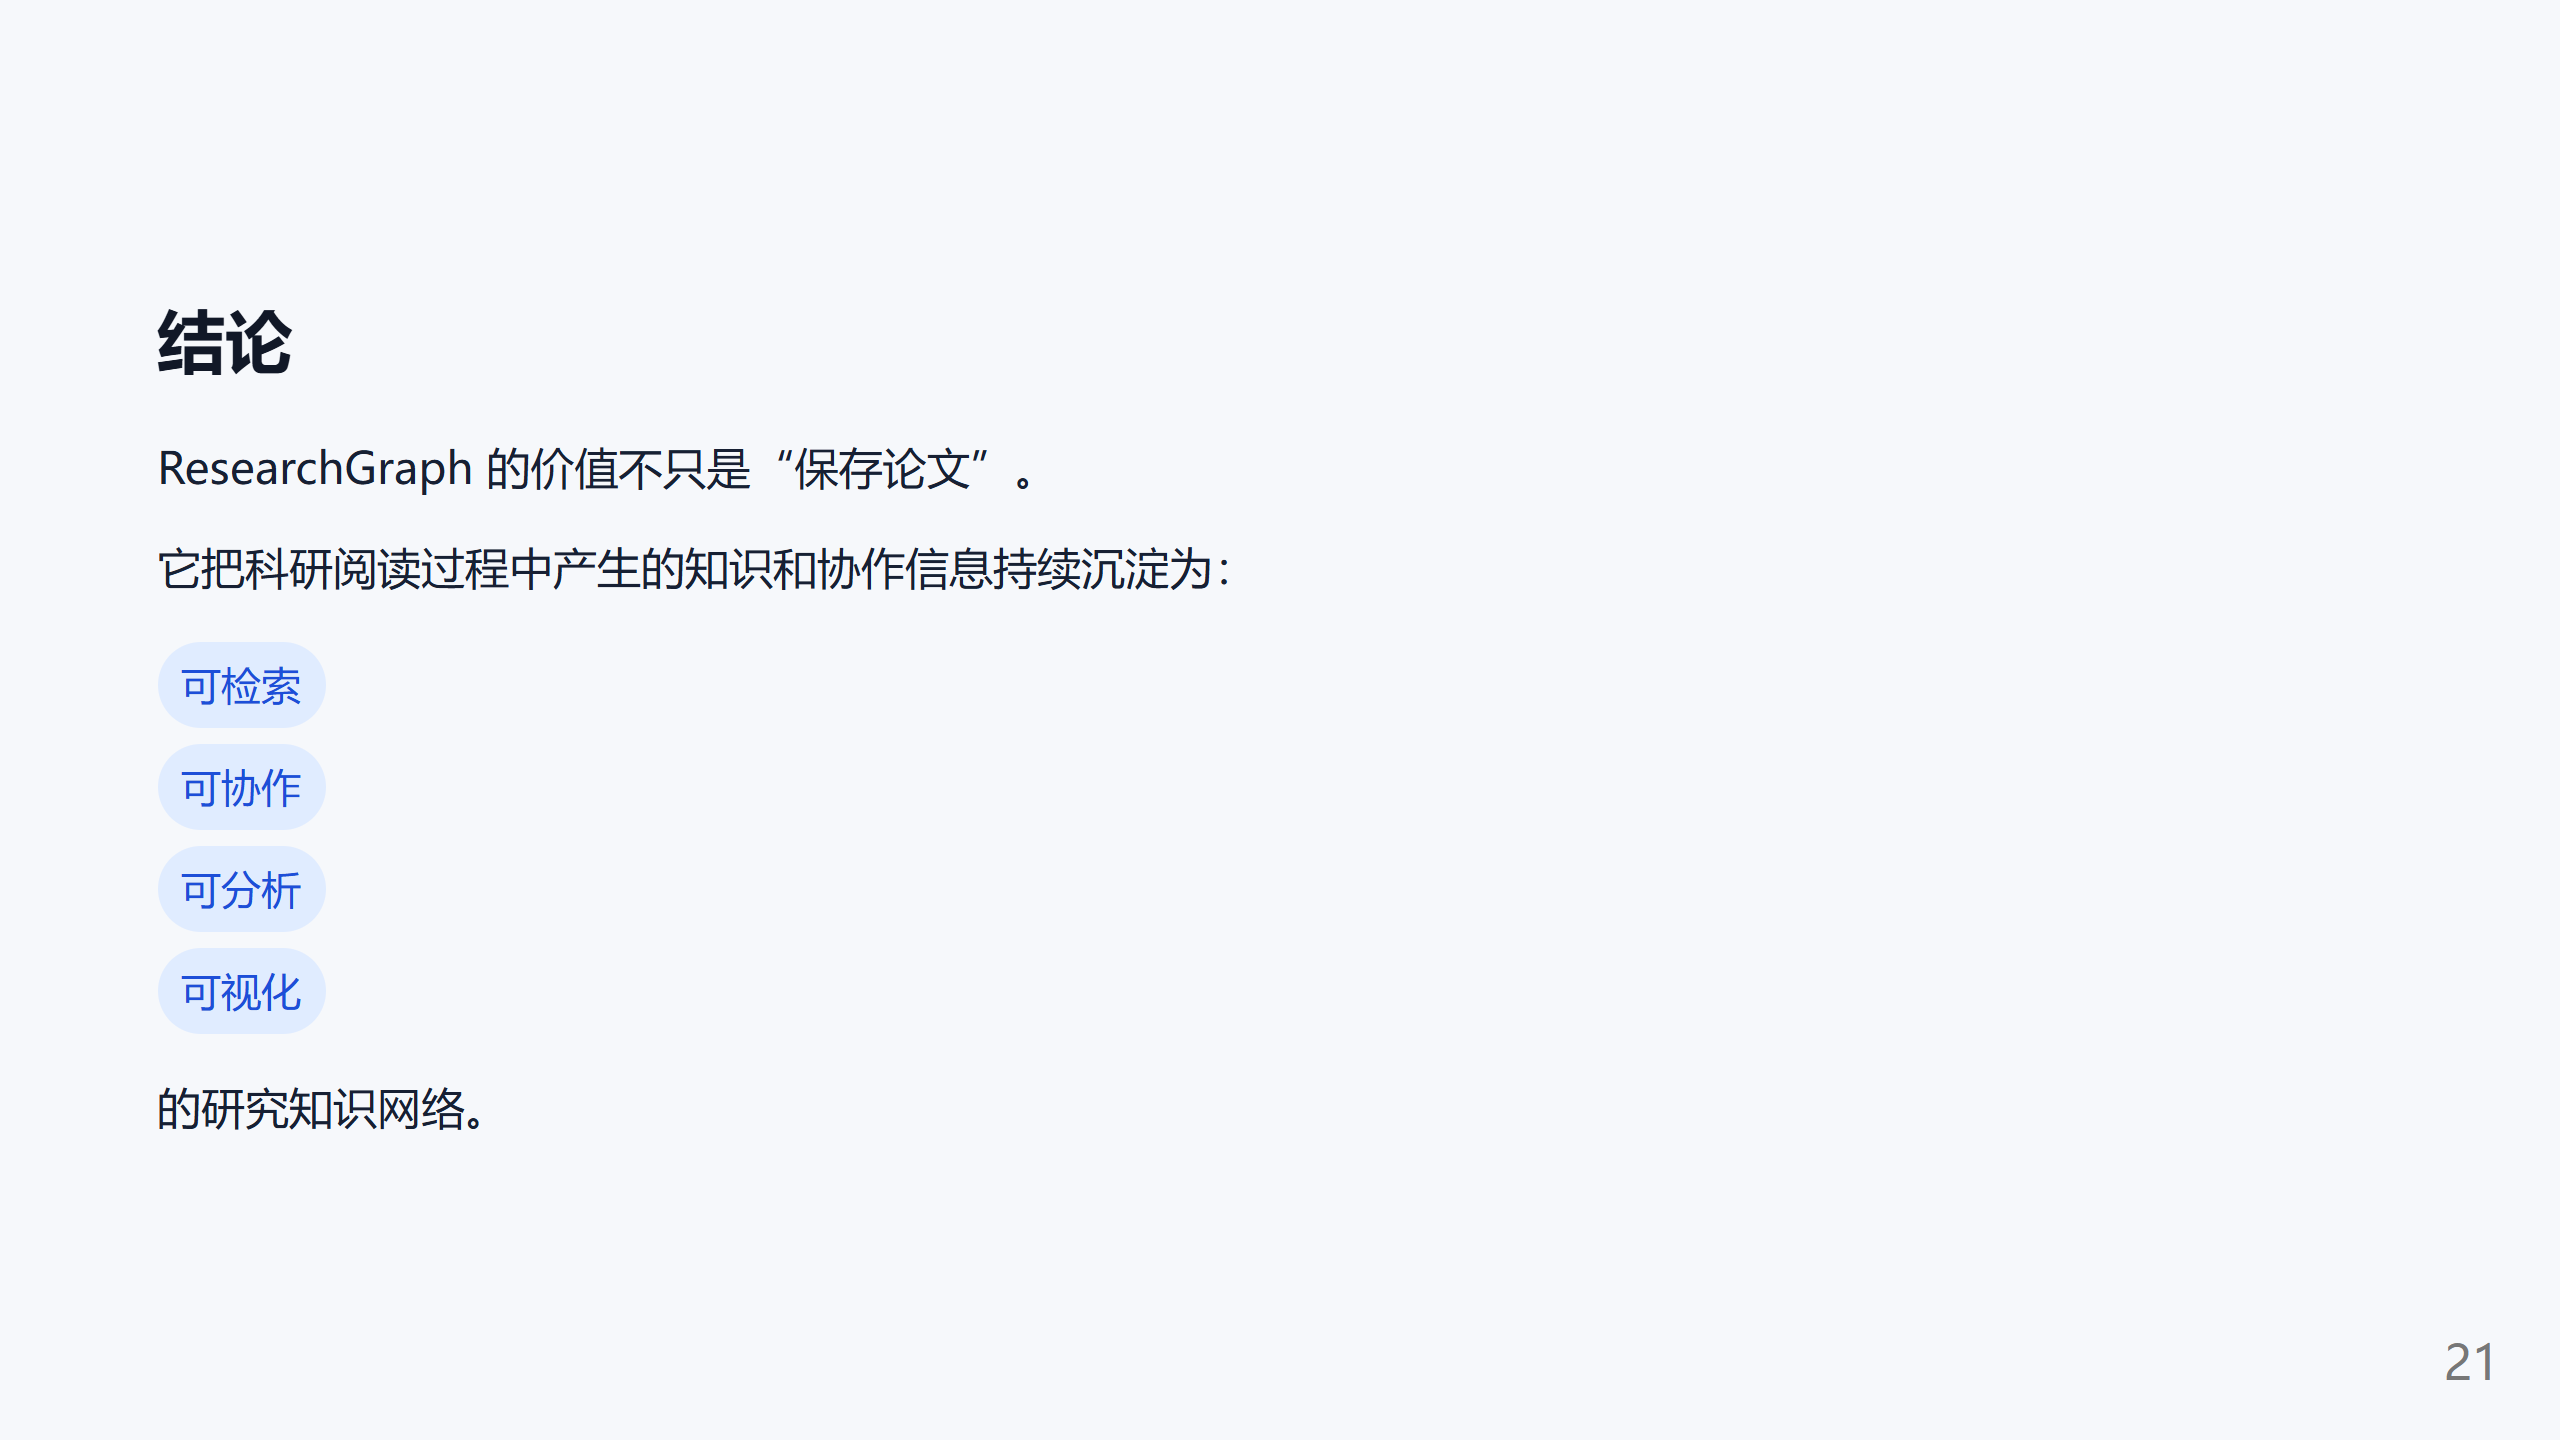 结论
ResearchGraph 的价值不只是“保存论文”。
它把科研阅读过程中产生的知识和协作信息持续沉淀为：
可检索
可协作
可分析
可视化
的研究知识网络。
21